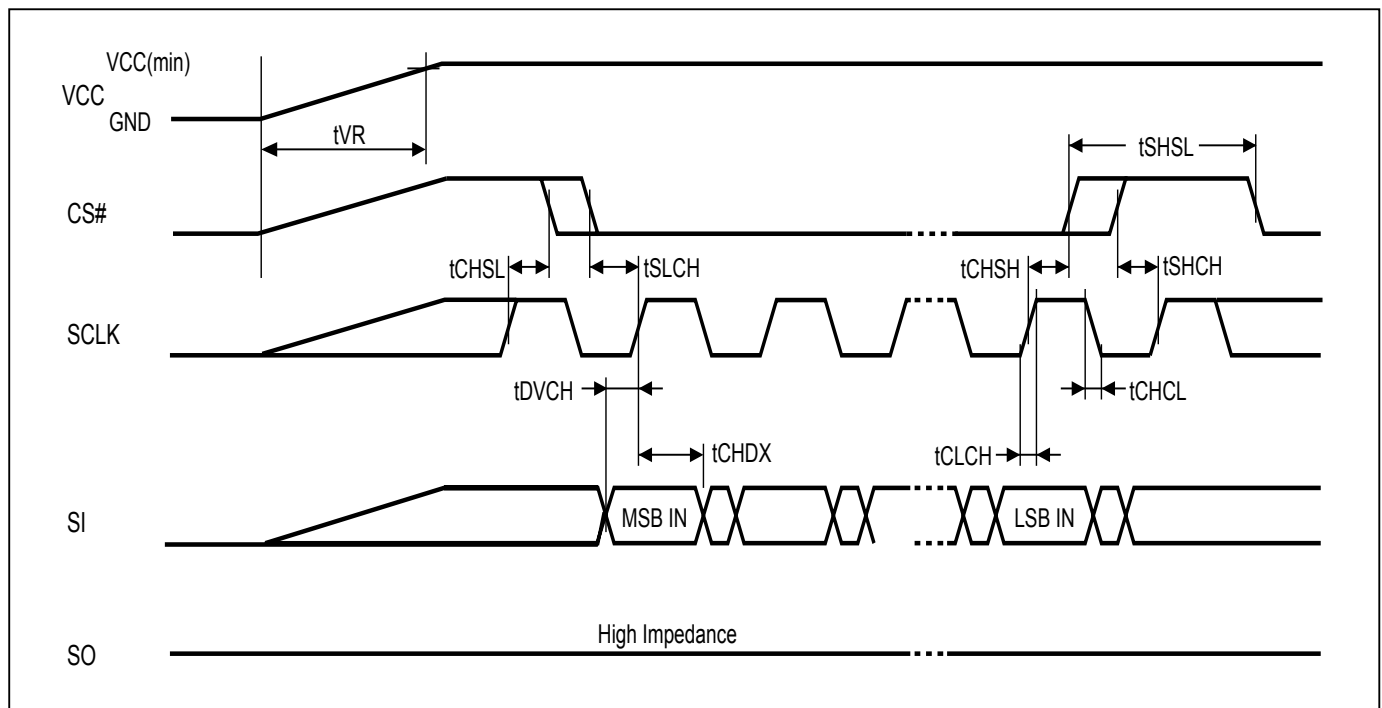 VCC(min)
VCC
GND
tVR
tSHSL
CS#
tCHSL
tSLCH
tCHSH
tSHCH
SCLK
tDVCH
tCHCL
tCHDX
tCLCH
SI
MSB IN
LSB IN
High Impedance
SO